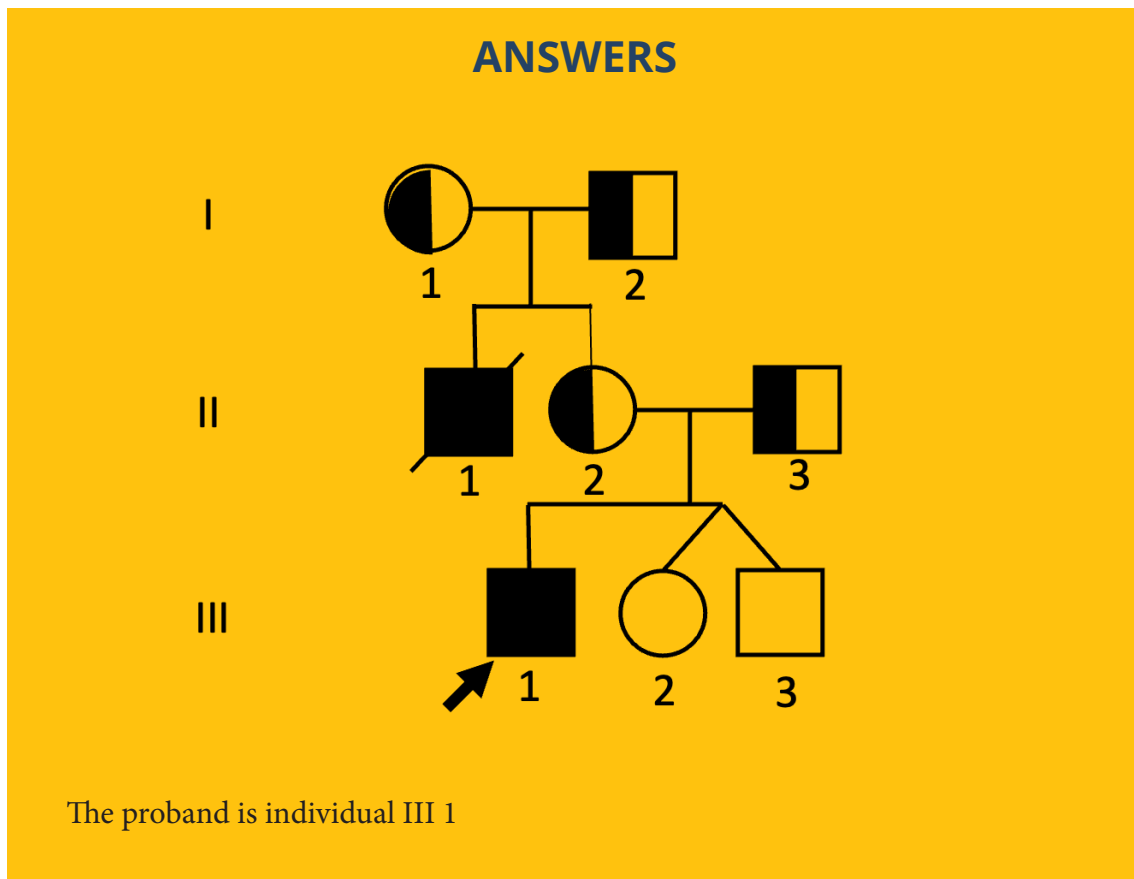 ANSWERS
I
1 2
II
1 2 3
III
1 2 3
The proband is individual III 1